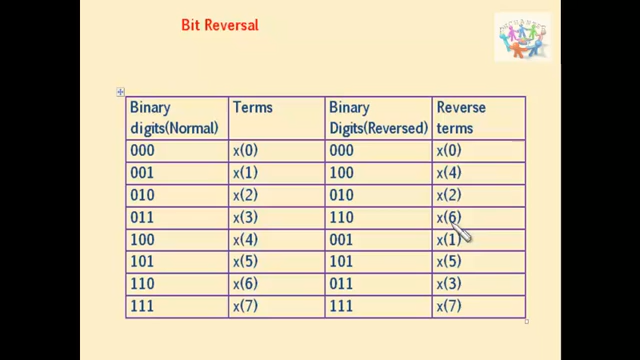 Bit Reversal
Binary digits(Normal) Terms Binary Digits(Reversed) Reverse terms
000 x(0) 000 x(0)
001 x(1) 100 x(4)
010 x(2) 010 x(2)
011 x(3) 110 x(6)
100 x(4) 001 x(1)
101 x(5) 101 x(5)
110 x(6) 011 x(3)
111 x(7) 111 x(7)